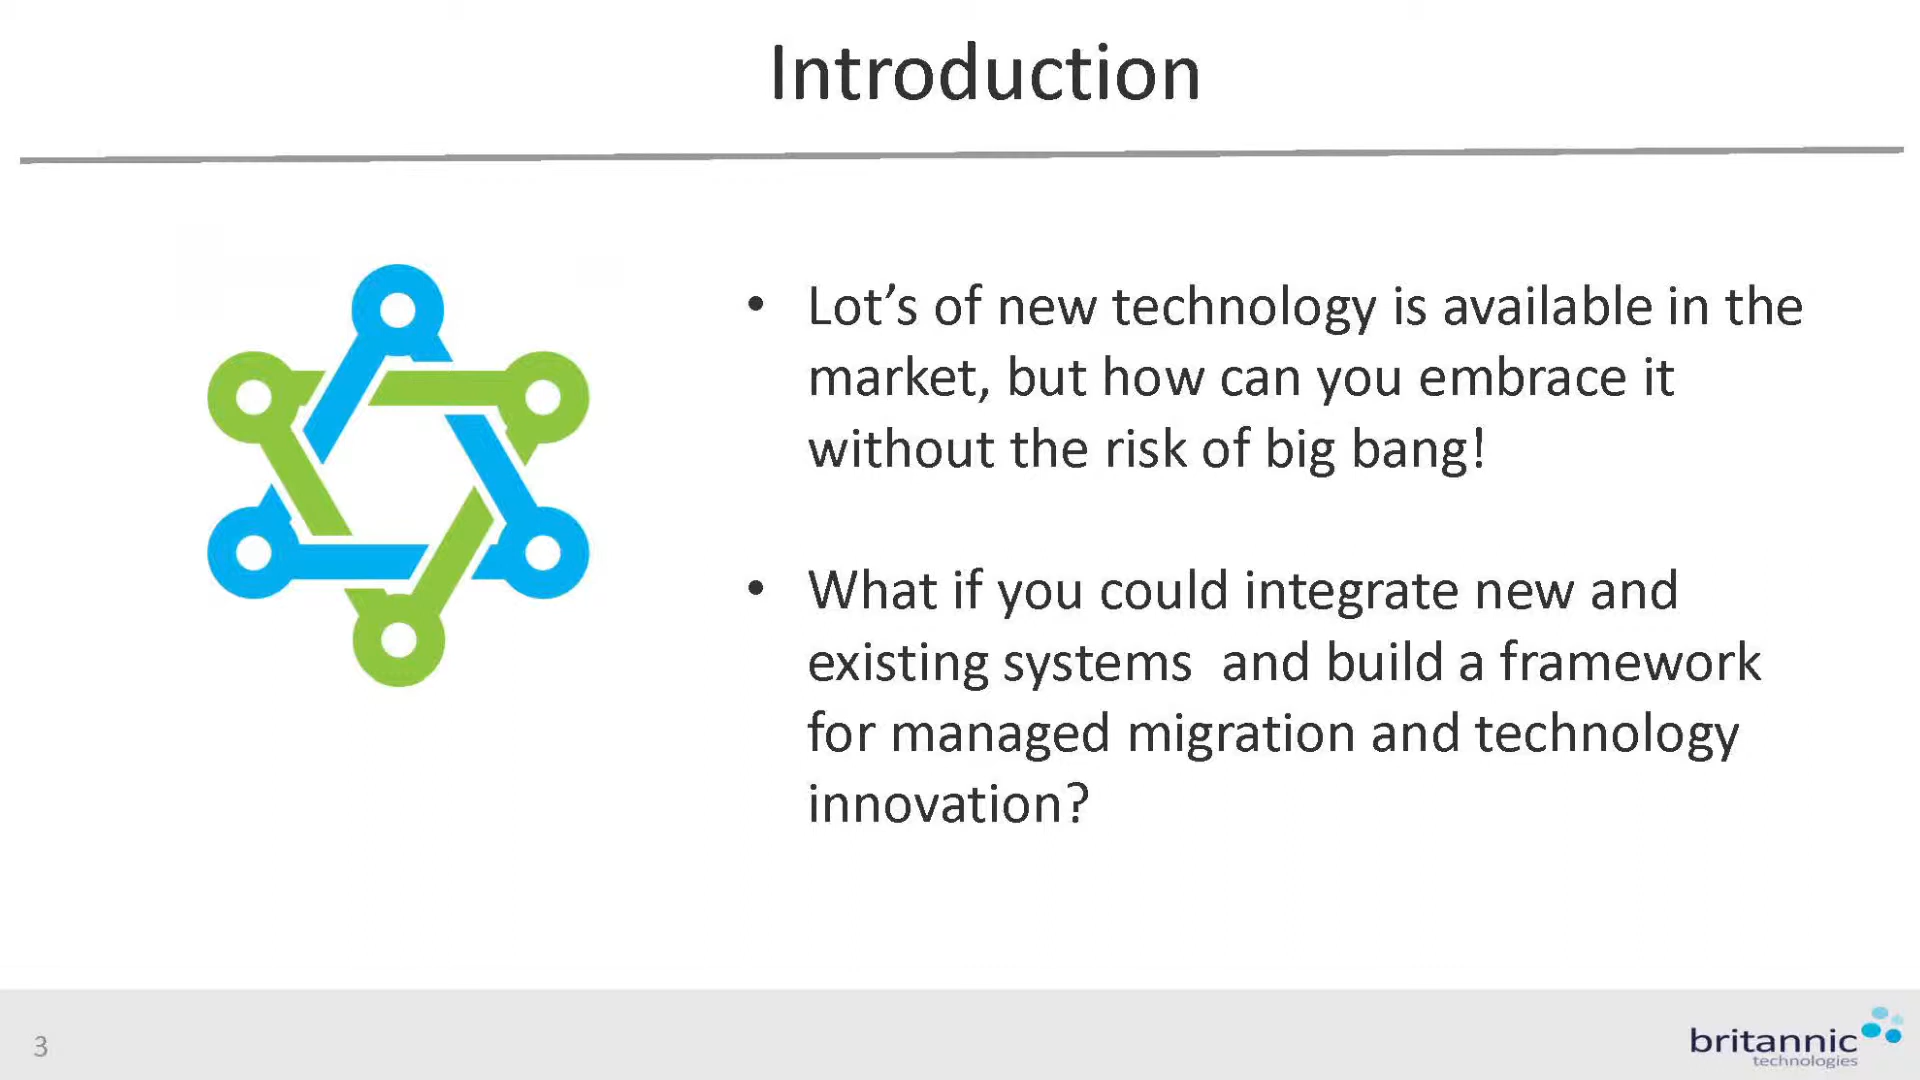 Introduction
• Lot’s of new technology is available in the
market, but how can you embrace it
without the risk of big bang!
• What if you could integrate new and
existing systems  and build a framework
for managed migration and technology
innovation?
3
britannic
technologies